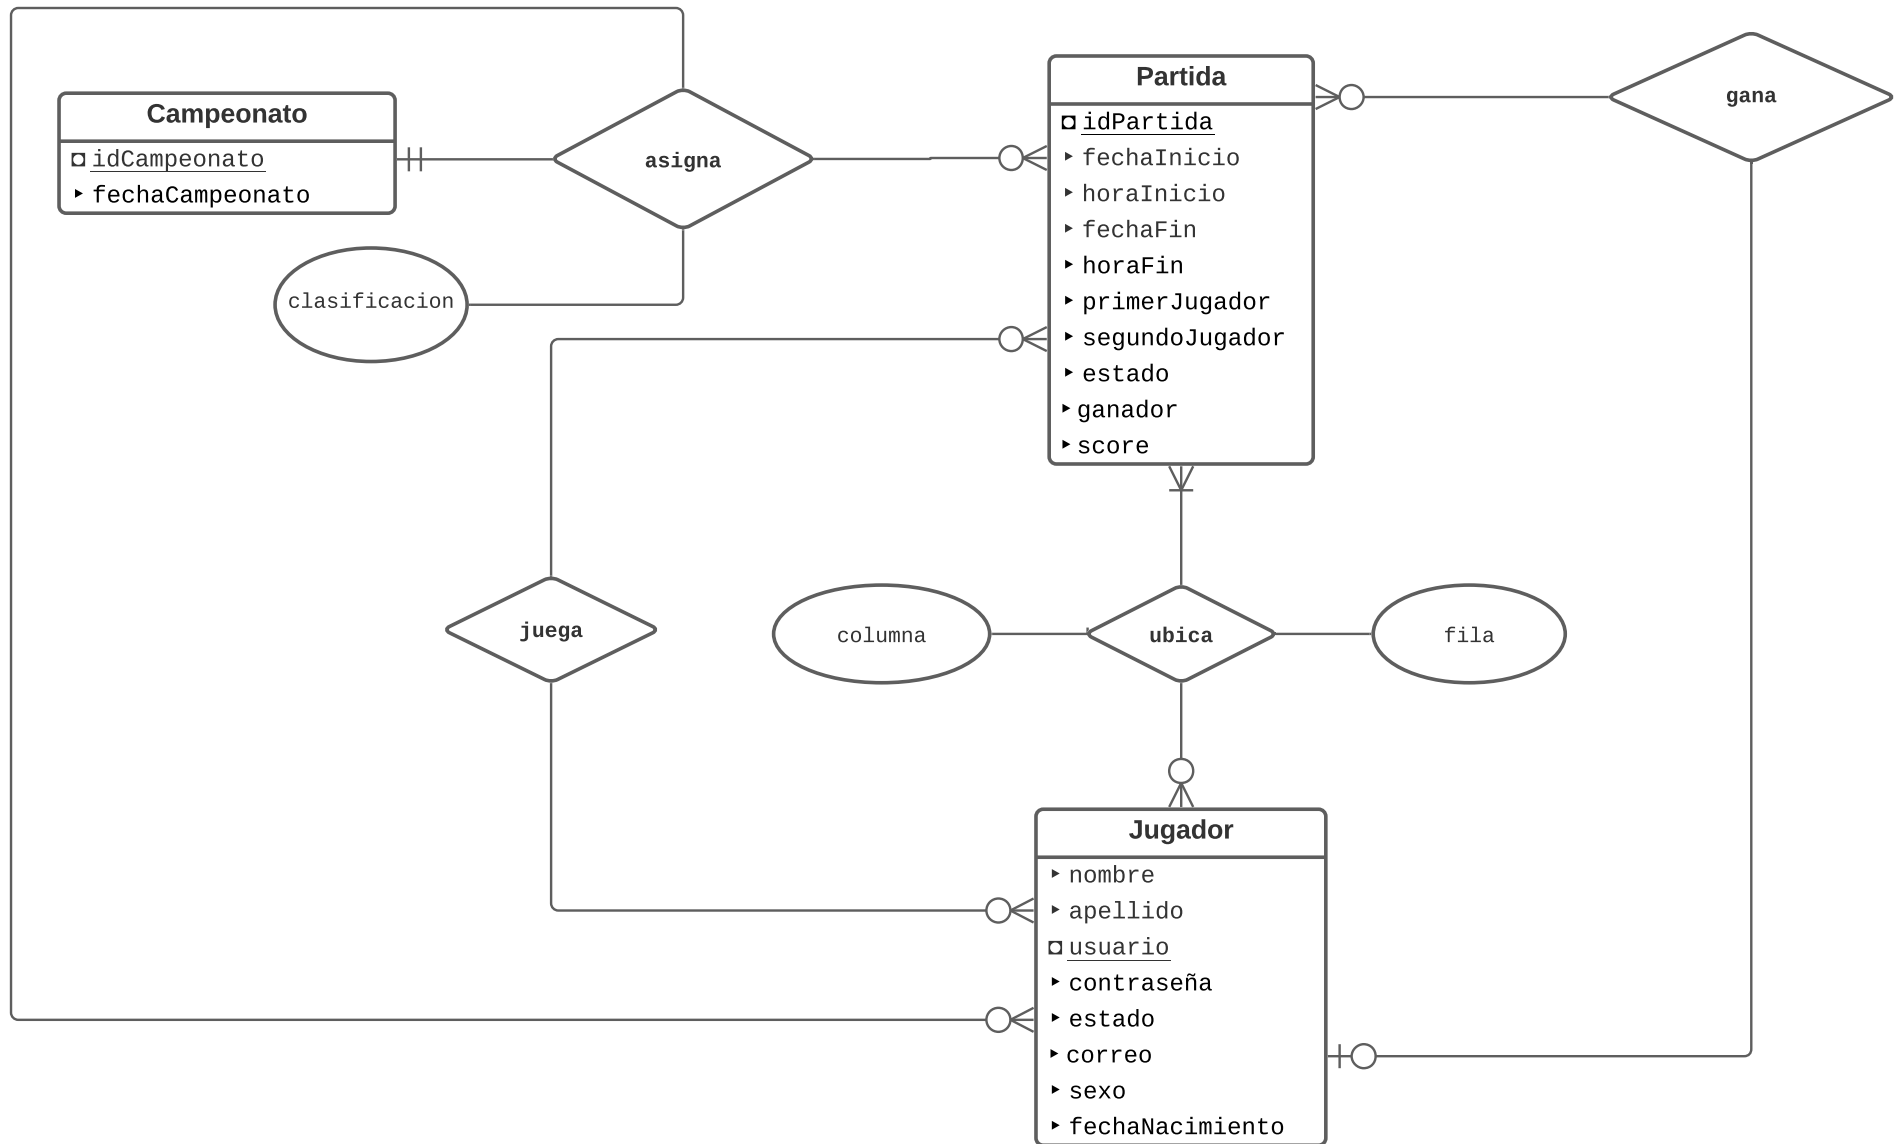 Campeonato
idCampeonato
fechaCampeonato
asigna
clasificacion
Partida
idPartida
fechaInicio
horaInicio
fechaFin
horaFin
primerJugador
segundoJugador
estado
ganador
score
gana
juega
columna
ubica
fila
Jugador
nombre
apellido
usuario
contraseña
estado
correo
sexo
fechaNacimiento